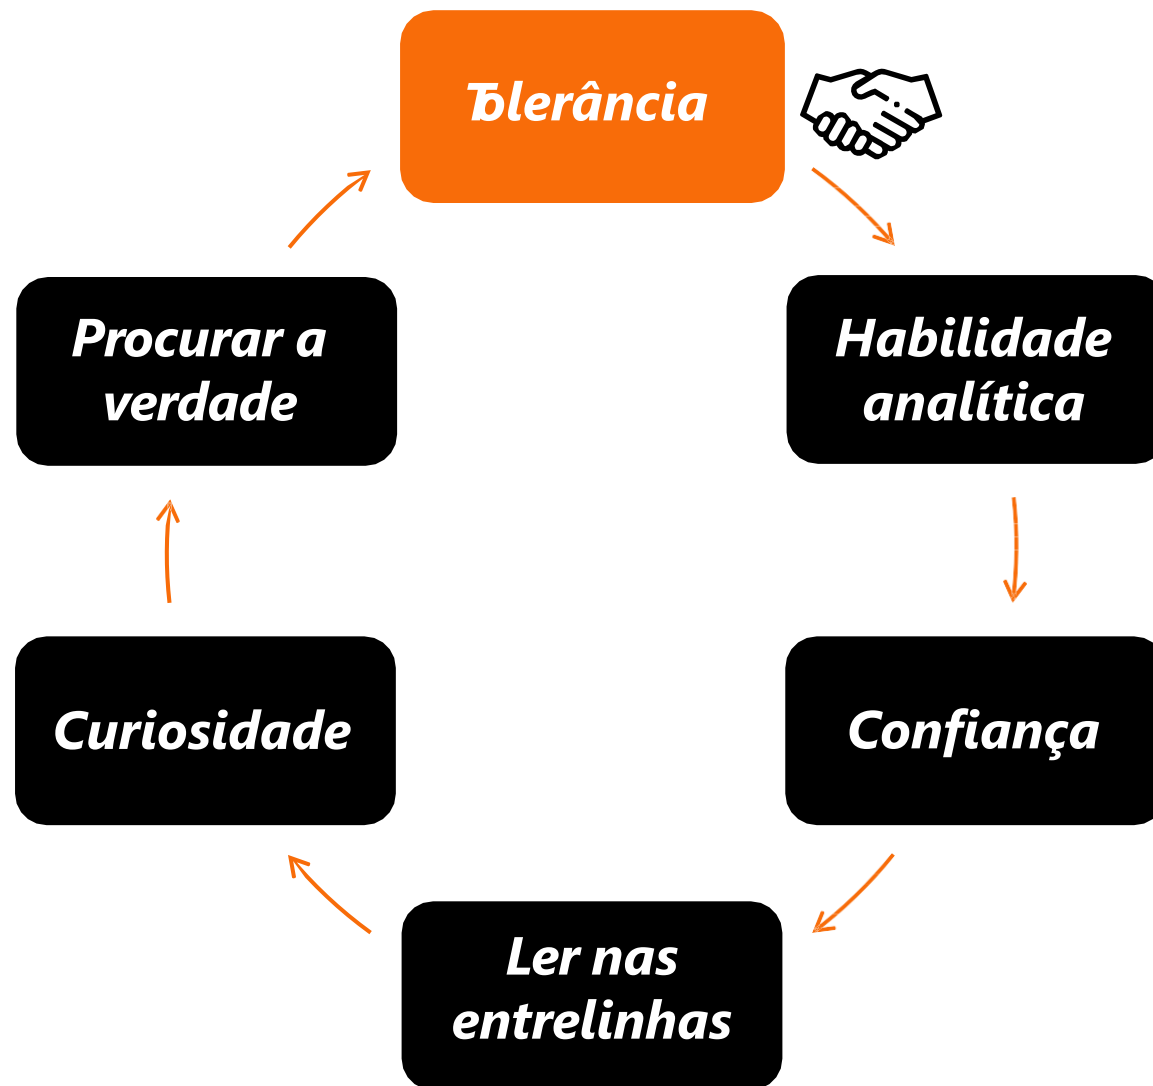 Tolerância
Procurar a
verdade
Habilidade
analítica
Curiosidade
Confiança
Ler nas
entrelinhas